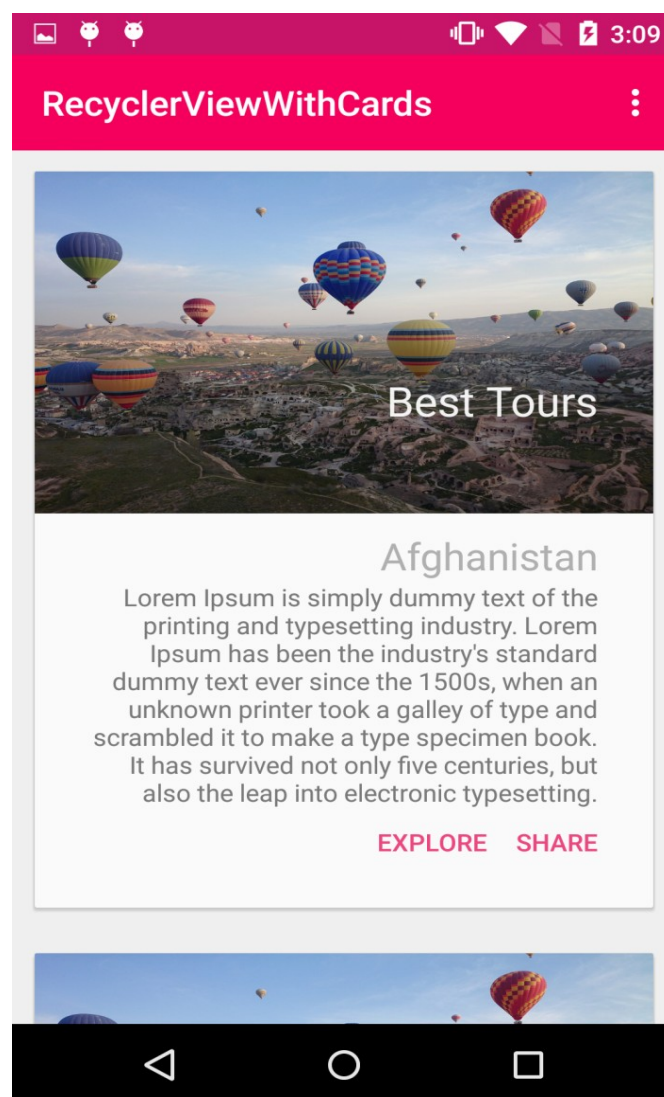 3:09
RecyclerViewWithCards
Best Tours
Afghanistan
Lorem Ipsum is simply dummy text of the
printing and typesetting industry. Lorem
Ipsum has been the industry's standard
dummy text ever since the 1500s, when an
unknown printer took a galley of type and
scrambled it to make a type specimen book.
It has survived not only five centuries, but
also the leap into electronic typesetting.
EXPLORE SHARE